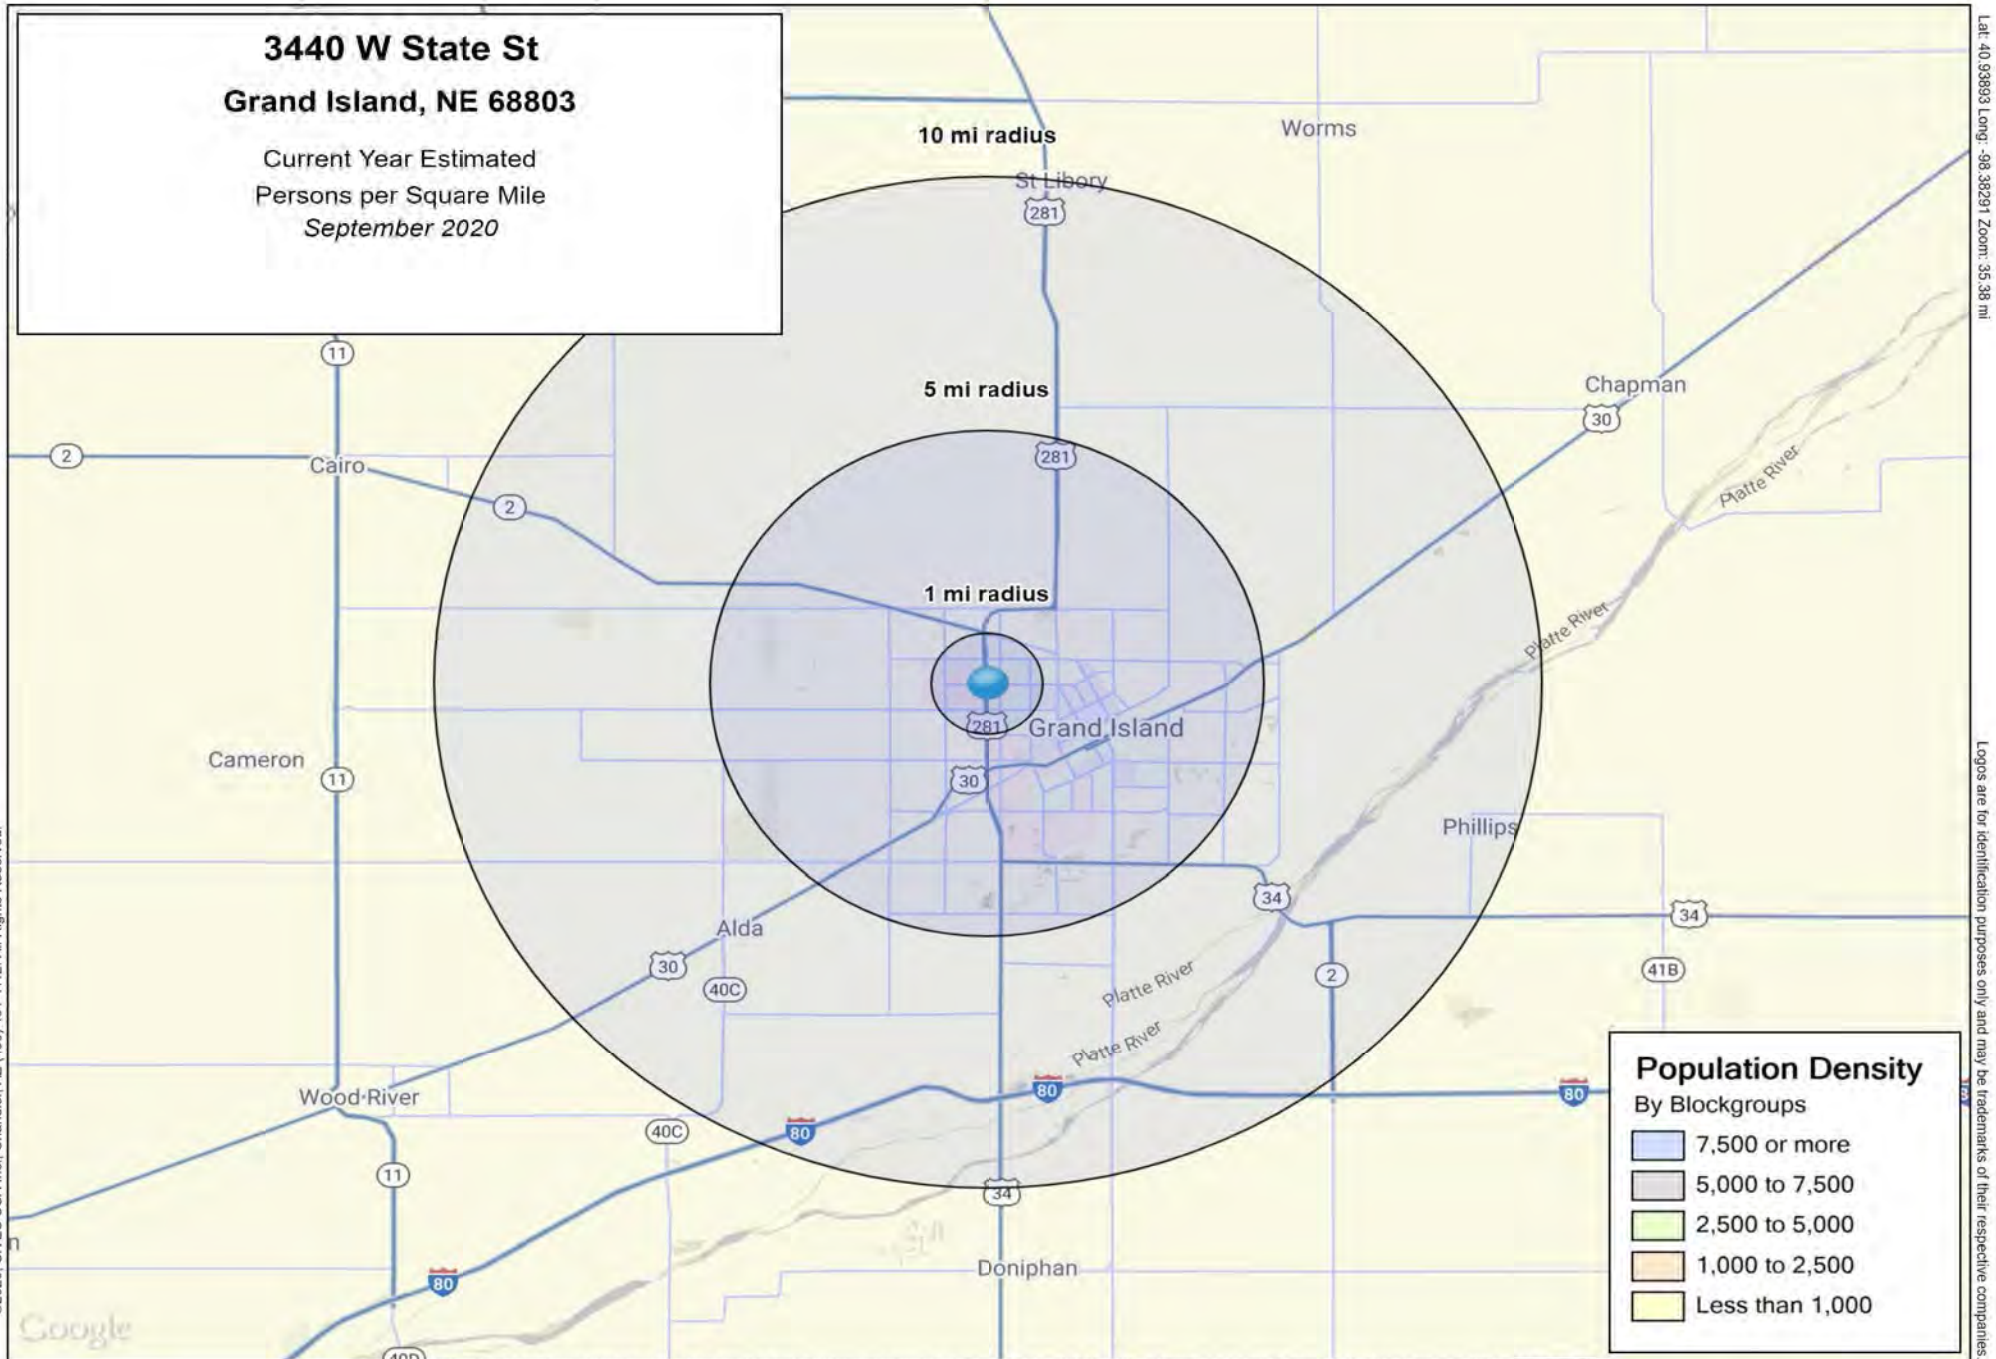 3440 W State St
Grand Island, NE 68803
Current Year Estimated
Persons per Square Mile
September 2020
10 mi radius
Worms
St Libory
281
11
5 mi radius
Chapman
30
2
Cairo
281
Platte River
2
1 mi radius
Platte River
281
Grand Island
Cameron
11
30
Phillips
34
Alda
34
30
40C
Platte River
2
41B
Platte River
Wood River
80
80
80
40C
11
34
Doniphan
80
Google
Population Density
By Blockgroups
7,500 or more
5,000 to 7,500
2,500 to 5,000
1,000 to 2,500
Less than 1,000
Lat: 40.93893 Long: -98.38291 Zoom: 35.38 mi
Logos are for identification purposes only and may be trademarks of their respective companies.